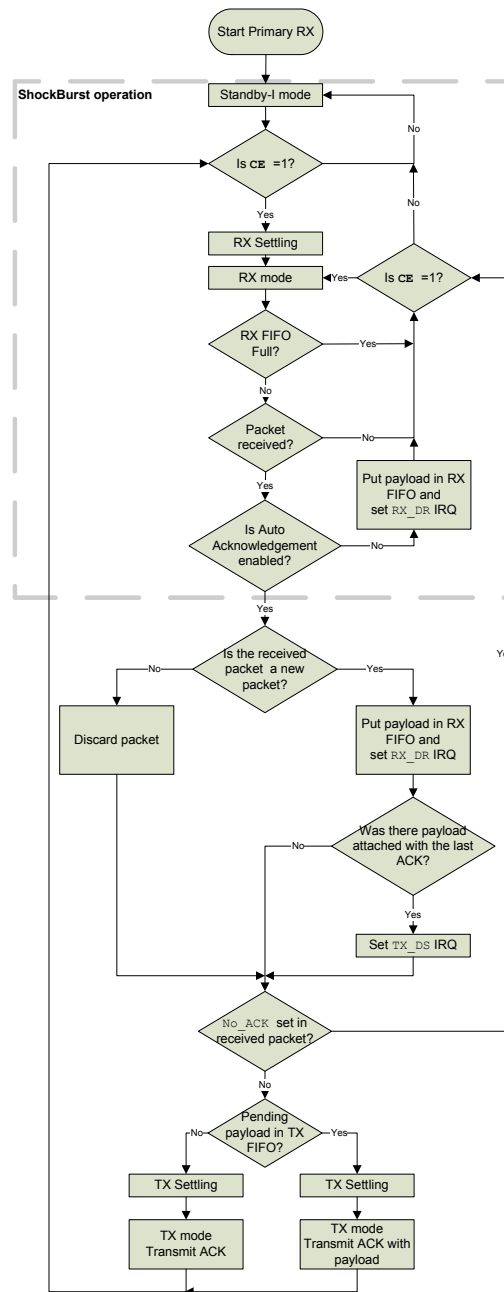 Start Primary RX
ShockBurst operation
Standby-I mode
No
Is CE =1?
No
Yes
RX Settling
RX mode
Yes
Is CE =1?
RX FIFO
Full?
Yes
No
Packet
received?
No
Put payload in RX
FIFO and
set RX_DR IRQ
Yes
Is Auto
Acknowledgement
enabled?
No
Yes
Is the received
packet a new
packet?
No
Yes
Discard packet
Put payload in RX
FIFO and
set RX_DR IRQ
Was there payload
attached with the last
ACK?
No
Yes
Set TX_DS IRQ
No_ACK set in
received packet?
No
Pending
payload in TX
FIFO?
No
Yes
TX Settling
TX Settling
TX mode
Transmit ACK
TX mode
Transmit ACK with
payload